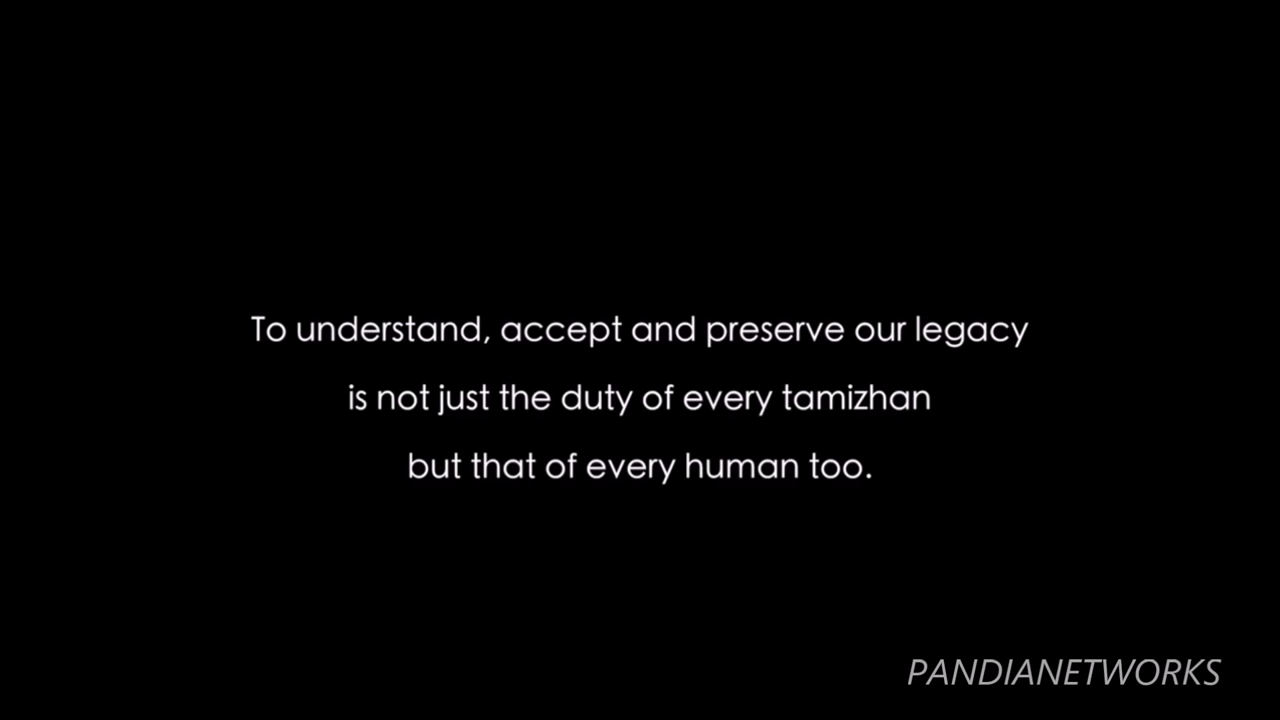 To understand, accept and preserve our legacy
is not just the duty of every tamizhan
but that of every human too.
PANDIANETWORKS